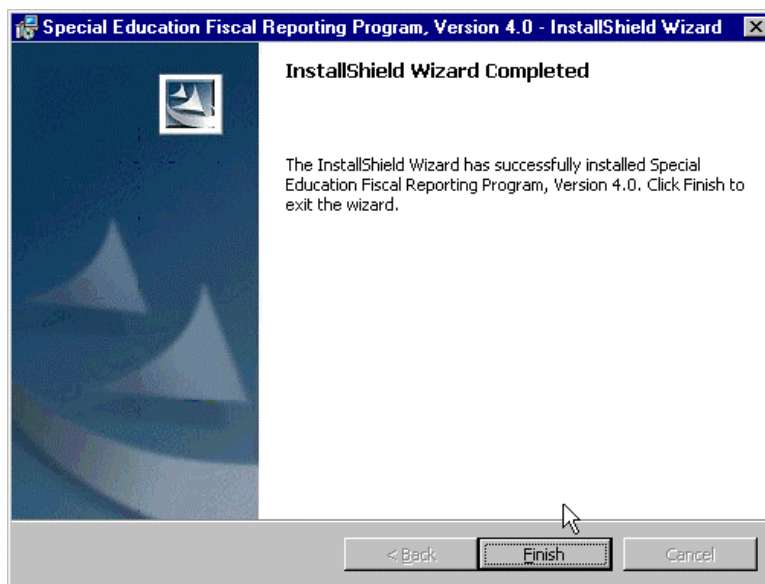 Special Education Fiscal Reporting Program, Version 4.0 - InstallShield Wizard
InstallShield Wizard Completed
The InstallShield Wizard has successfully installed Special
Education Fiscal Reporting Program, Version 4.0. Click Finish to
exit the wizard.
< Back Finish Cancel